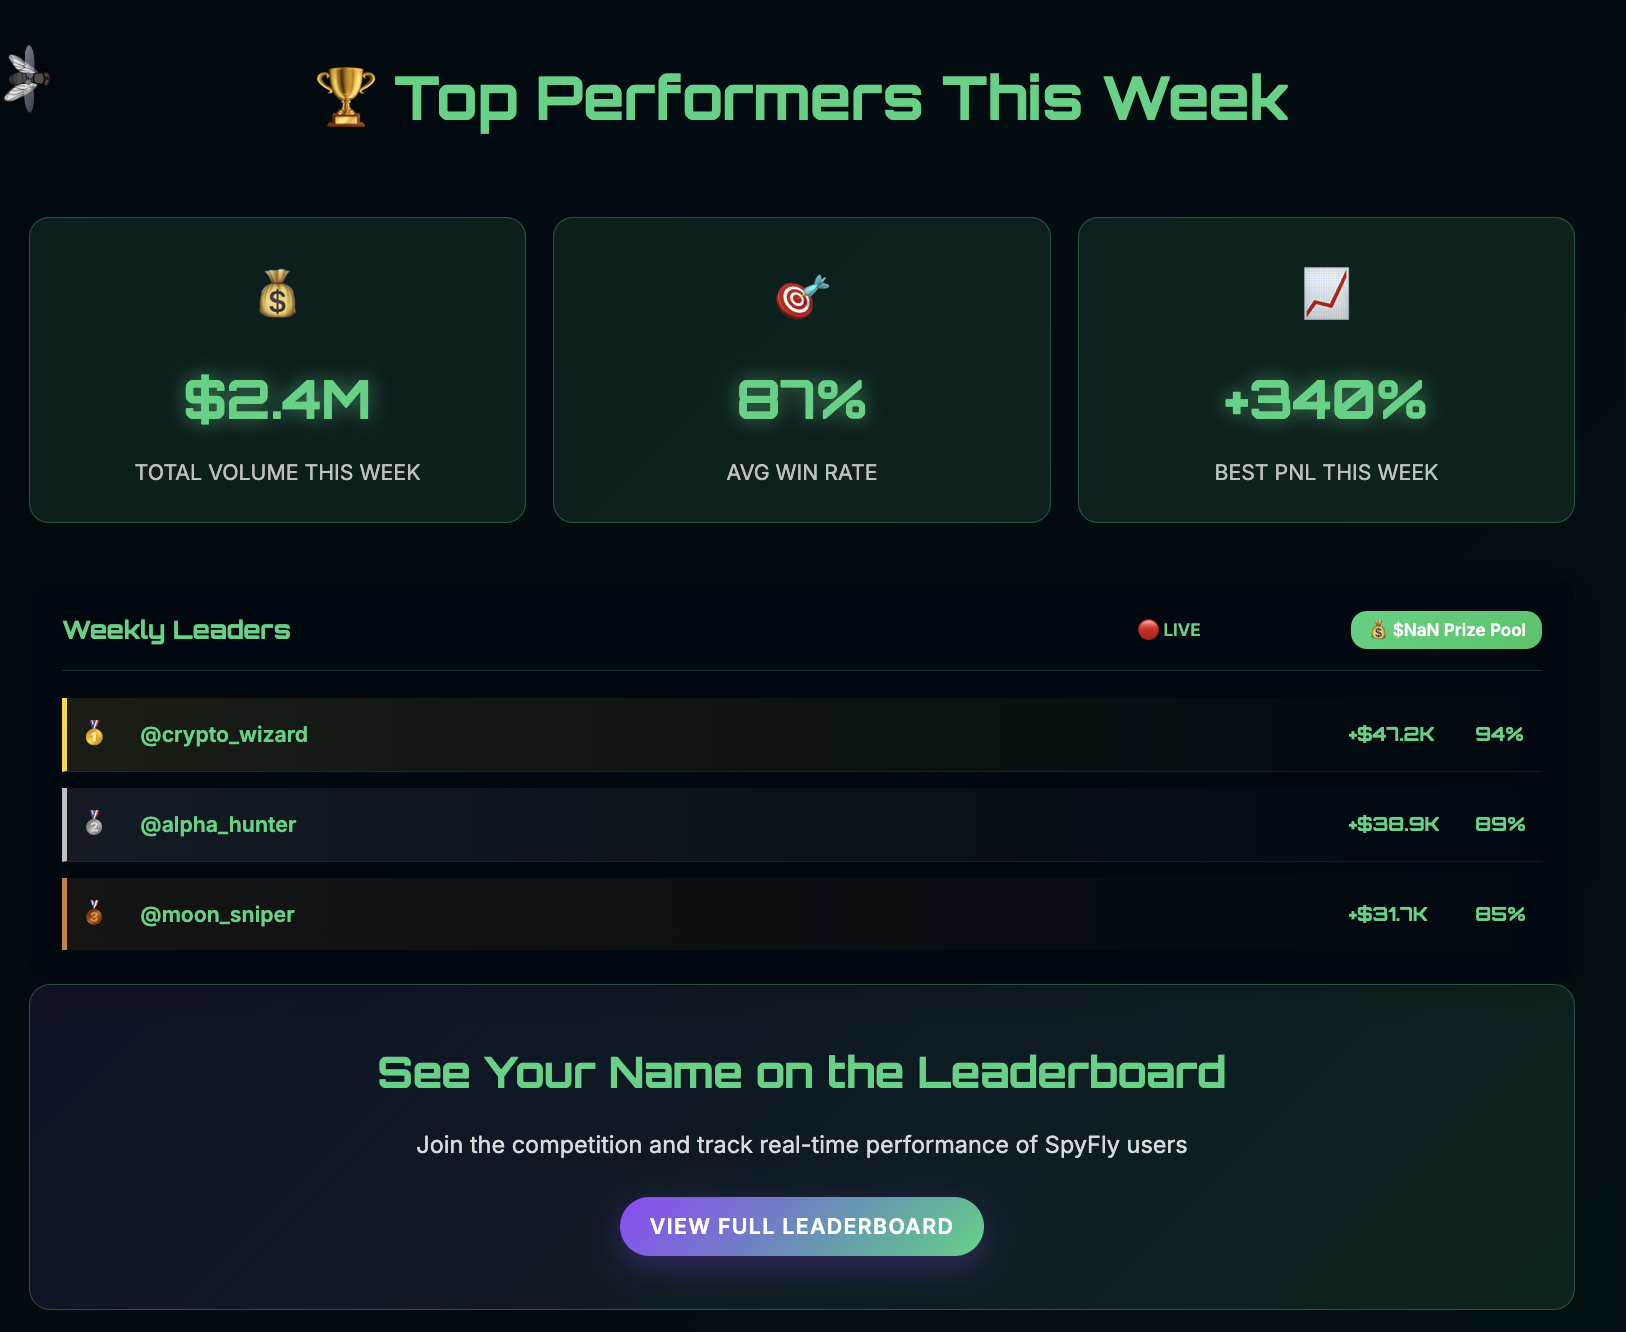 Top Performers This Week
$2.4M
TOTAL VOLUME THIS WEEK
87%
AVG WIN RATE
+340%
BEST PNL THIS WEEK
Weekly Leaders
LIVE
$NaN Prize Pool
1
@crypto_wizard
+$47.2K
94%
2
@alpha_hunter
+$38.9K
89%
3
@moon_sniper
+$31.7K
85%
See Your Name on the Leaderboard
Join the competition and track real-time performance of SpyFly users
VIEW FULL LEADERBOARD